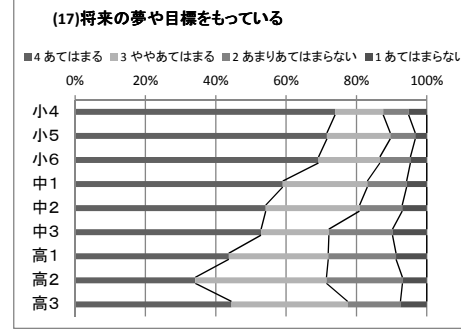 (17)将来の夢や目標をもっている
■4 あてはまる ■3 ややあてはまる ■2 あまりあてはまらない ■1 あてはまらない
0% 20% 40% 60% 80% 100%
小4
小5
小6
中1
中2
中3
高1
高2
高3